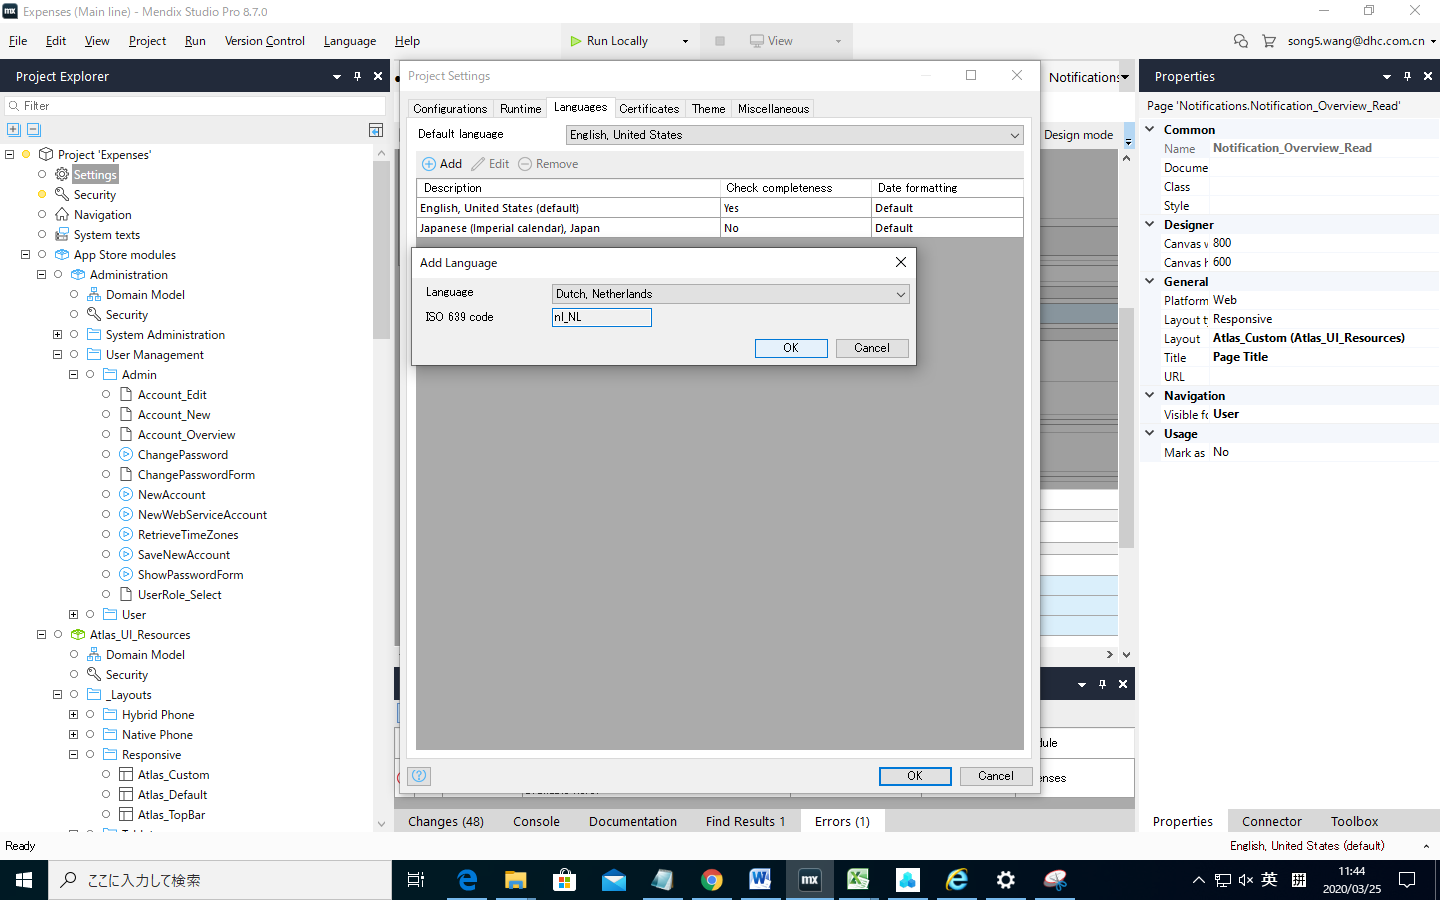 Expenses (Main line) - Mendix Studio Pro 8.7.0
File Edit View Project Run Version Control Language Help
Run Locally
View
song5.wang@dhc.com.cn
Project Explorer
Filter
Project 'Expenses'
Settings
Security
Navigation
System texts
App Store modules
Administration
Domain Model
Security
System Administration
User Management
Admin
Account_Edit
Account_New
Account_Overview
ChangePassword
ChangePasswordForm
NewAccount
NewWebServiceAccount
RetrieveTimeZones
SaveNewAccount
ShowPasswordForm
UserRole_Select
User
Atlas_UI_Resources
Domain Model
Security
_Layouts
Hybrid Phone
Native Phone
Responsive
Atlas_Custom
Atlas_Default
Atlas_TopBar
Project Settings
Configurations Runtime Languages Certificates Theme Miscellaneous
Default language English, United States
Add Edit Remove
Description Check completeness Date formatting
English, United States (default) Yes Default
Japanese (Imperial calendar), Japan No Default
Add Language
Language Dutch, Netherlands
ISO 639 code nl_NL
OK Cancel
OK Cancel
Notifications
Design mode
dule
enses
Changes (48) Console Documentation Find Results 1 Errors (1)
Properties
Page 'Notifications.Notification_Overview_Read'
Common
Name Notification_Overview_Read
Docume
Class
Style
Designer
Canvas w 800
Canvas h 600
General
Platform Web
Layout ty Responsive
Layout Atlas_Custom (Atlas_UI_Resources)
Title Page Title
URL
Navigation
Visible fo User
Usage
Mark as No
Properties Connector Toolbox
Ready
English, United States (default)
ここに入力して検索
英
11:44
2020/03/25